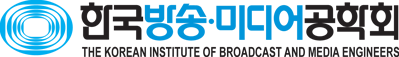 한국방송·미디어공학회
THE KOREAN INSTITUTE OF BROADCAST AND MEDIA ENGINEERS